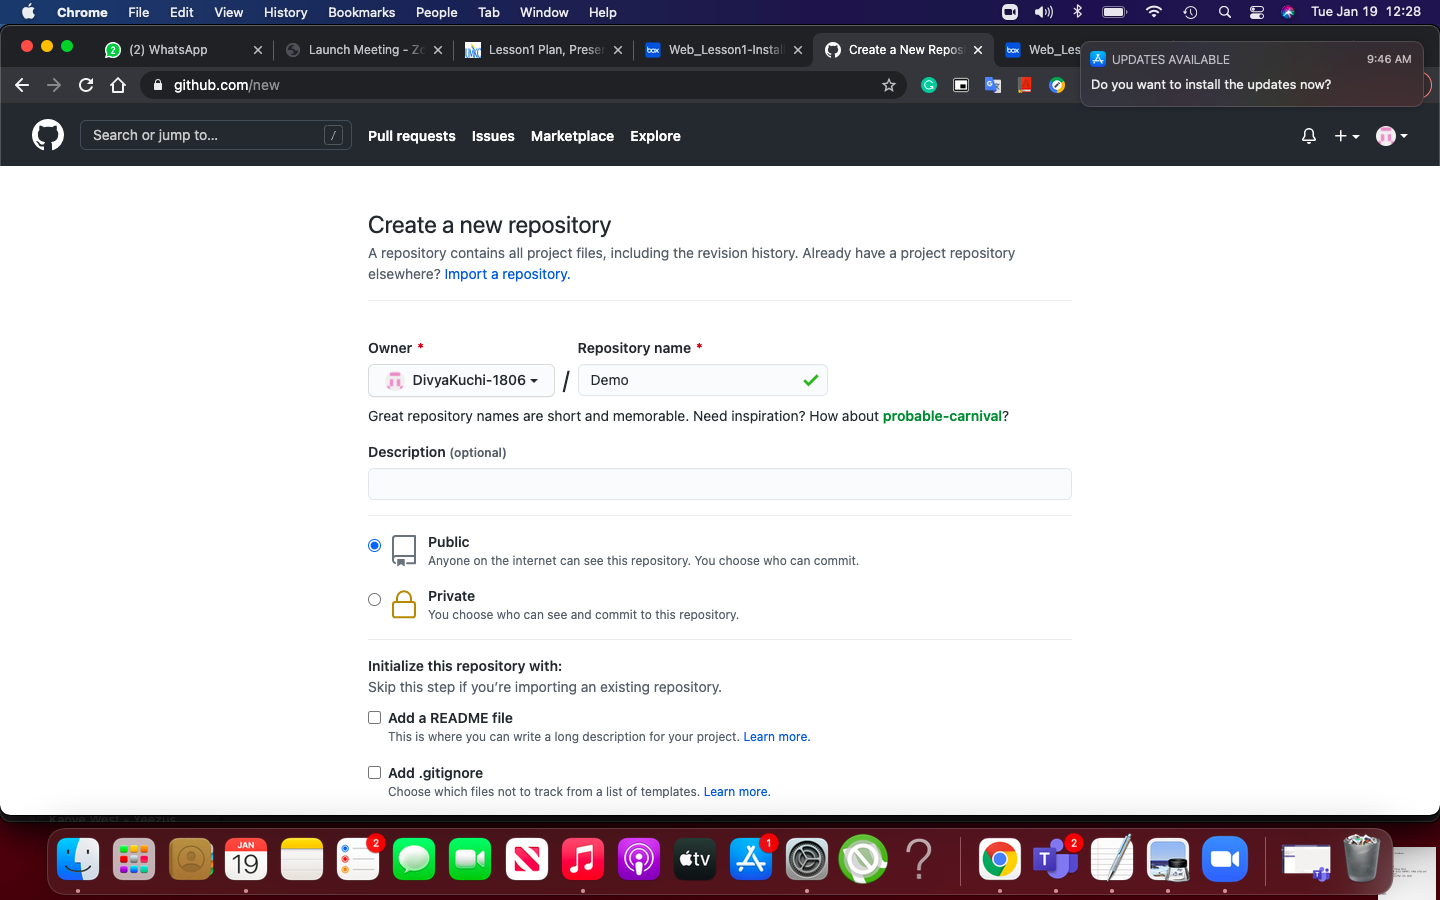 Chrome File Edit View History Bookmarks People Tab Window Help Tue Jan 19 12:28
(2) WhatsApp
Launch Meeting - Zo
Lesson1 Plan, Presen
Web_Lesson1-Instal
Create a New Repos
Web_Les
UPDATES AVAILABLE 9:46 AM
Do you want to install the updates now?
github.com/new
Search or jump to... /
Pull requests Issues Marketplace Explore
Create a new repository
A repository contains all project files, including the revision history. Already have a project repository
elsewhere? Import a repository.
Owner * Repository name *
DivyaKuchi-1806 / Demo
Great repository names are short and memorable. Need inspiration? How about probable-carnival?
Description (optional)
Public
Anyone on the internet can see this repository. You choose who can commit.
Private
You choose who can see and commit to this repository.
Initialize this repository with:
Skip this step if you're importing an existing repository.
Add a README file
This is where you can write a long description for your project. Learn more.
Add .gitignore
Choose which files not to track from a list of templates. Learn more.
Kanye West - Yeezus
JAN
19
2
tv
1
T
2